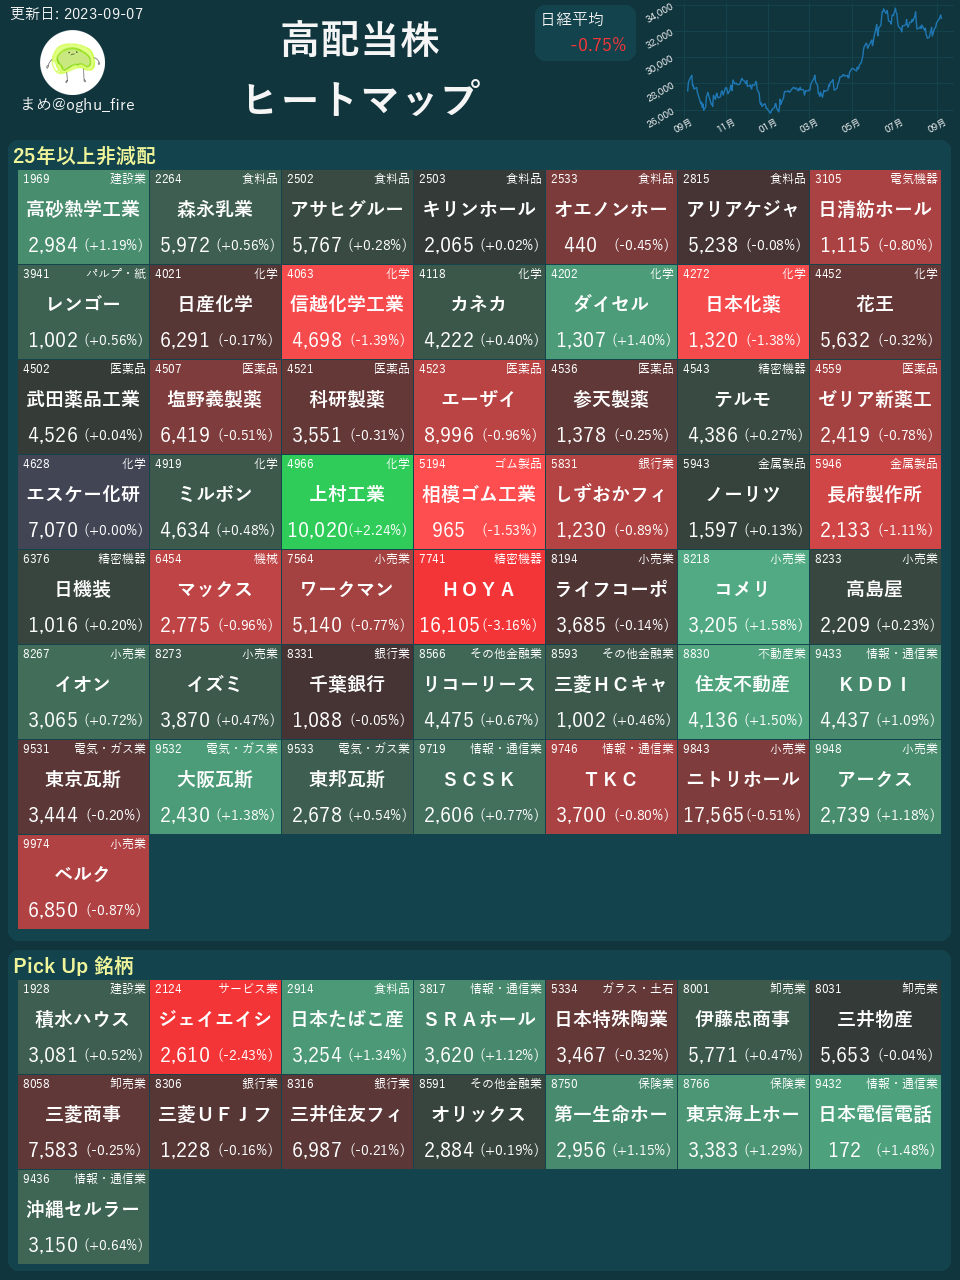 更新日: 2023-09-07
まめ@oghu_fire
高配当株
ヒートマップ
日経平均
-0.75%
34,000
32,000
30,000
28,000
26,000
09月 11月 01月 03月 05月 07月 09月
25年以上非減配
1969 建設業 2264 食料品 2502 食料品 2503 食料品 2533 食料品 2815 食料品 3105 電気機器
高砂熱学工業 森永乳業 アサヒグルー キリンホール オエノンホー アリアケジャ 日清紡ホール
2,984 (+1.19%) 5,972 (+0.56%) 5,767 (+0.28%) 2,065 (+0.02%) 440 (-0.45%) 5,238 (-0.08%) 1,115 (-0.80%)
3941 パルプ・紙 4021 化学 4063 化学 4118 化学 4202 化学 4272 化学 4452 化学
レンゴー 日産化学 信越化学工業 カネカ ダイセル 日本化薬 花王
1,002 (+0.56%) 6,291 (-0.17%) 4,698 (-1.39%) 4,222 (+0.40%) 1,307 (+1.40%) 1,320 (-1.38%) 5,632 (-0.32%)
4502 医薬品 4507 医薬品 4521 医薬品 4523 医薬品 4536 医薬品 4543 精密機器 4559 医薬品
武田薬品工業 塩野義製薬 科研製薬 エーザイ 参天製薬 テルモ ゼリア新薬工
4,526 (+0.04%) 6,419 (-0.51%) 3,551 (-0.31%) 8,996 (-0.96%) 1,378 (-0.25%) 4,386 (+0.27%) 2,419 (-0.78%)
4628 化学 4919 化学 4966 化学 5194 ゴム製品 5831 銀行業 5943 金属製品 5946 金属製品
エスケー化研 ミルボン 上村工業 相模ゴム工業 しずおかフィ ノーリツ 長府製作所
7,070 (+0.00%) 4,634 (+0.48%) 10,020 (+2.24%) 965 (-1.53%) 1,230 (-0.89%) 1,597 (+0.13%) 2,133 (-1.11%)
6376 精密機器 6454 機械 7564 小売業 7741 精密機器 8194 小売業 8218 小売業 8233 小売業
日機装 マックス ワークマン ＨＯＹＡ ライフコーポ コメリ 高島屋
1,016 (+0.20%) 2,775 (-0.96%) 5,140 (-0.77%) 16,105 (-3.16%) 3,685 (-0.14%) 3,205 (+1.58%) 2,209 (+0.23%)
8267 小売業 8273 小売業 8331 銀行業 8566 その他金融業 8593 その他金融業 8830 不動産業 9433 情報・通信業
イオン イズミ 千葉銀行 リコーリース 三菱ＨＣキャ 住友不動産 ＫＤＤＩ
3,065 (+0.72%) 3,870 (+0.47%) 1,088 (-0.05%) 4,475 (+0.67%) 1,002 (+0.46%) 4,136 (+1.50%) 4,437 (+1.09%)
9531 電気・ガス業 9532 電気・ガス業 9533 電気・ガス業 9719 情報・通信業 9746 情報・通信業 9843 小売業 9948 小売業
東京瓦斯 大阪瓦斯 東邦瓦斯 ＳＣＳＫ ＴＫＣ ニトリホール アークス
3,444 (-0.20%) 2,430 (+1.38%) 2,678 (+0.54%) 2,606 (+0.77%) 3,700 (-0.80%) 17,565 (-0.51%) 2,739 (+1.18%)
9974 小売業
ベルク
6,850 (-0.87%)
Pick Up 銘柄
1928 建設業 2124 サービス業 2914 食料品 3817 情報・通信業 5334 ガラス・土石 8001 卸売業 8031 卸売業
積水ハウス ジェイエイシ 日本たばこ産 ＳＲＡホール 日本特殊陶業 伊藤忠商事 三井物産
3,081 (+0.52%) 2,610 (-2.43%) 3,254 (+1.34%) 3,620 (+1.12%) 3,467 (-0.32%) 5,771 (+0.47%) 5,653 (-0.04%)
8058 卸売業 8306 銀行業 8316 銀行業 8591 その他金融業 8750 保険業 8766 保険業 9432 情報・通信業
三菱商事 三菱ＵＦＪフ 三井住友フィ オリックス 第一生命ホー 東京海上ホー 日本電信電話
7,583 (-0.25%) 1,228 (-0.16%) 6,987 (-0.21%) 2,884 (+0.19%) 2,956 (+1.15%) 3,383 (+1.29%) 172 (+1.48%)
9436 情報・通信業
沖縄セルラー
3,150 (+0.64%)